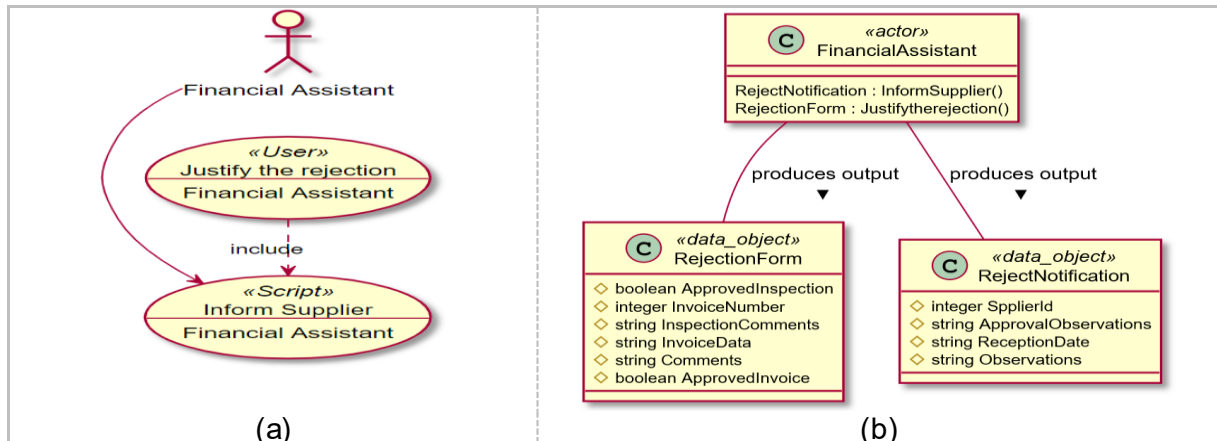 Financial Assistant
«User»
Justify the rejection
Financial Assistant
include
«Script»
Inform Supplier
Financial Assistant
(a)
C
«actor»
FinancialAssistant
RejectNotification : InformSupplier()
RejectionForm : Justifytherejection()
produces output
produces output
C
«data_object»
RejectionForm
boolean ApprovedInspection
integer InvoiceNumber
string InspectionComments
string InvoiceData
string Comments
boolean ApprovedInvoice
C
«data_object»
RejectNotification
integer SpplierId
string ApprovalObservations
string ReceptionDate
string Observations
(b)